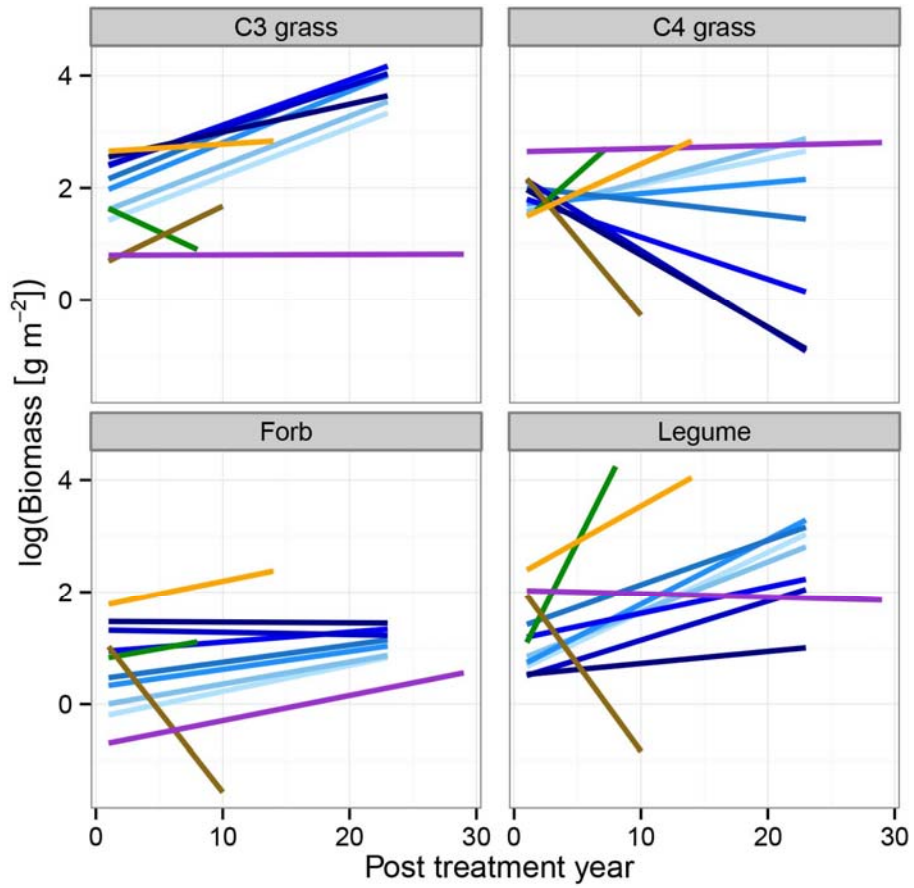 C3 grass
C4 grass
4
2
0
Forb
Legume
4
2
0
0 10 20 30 0 10 20 30
Post treatment year
log(Biomass [g m⁻²])